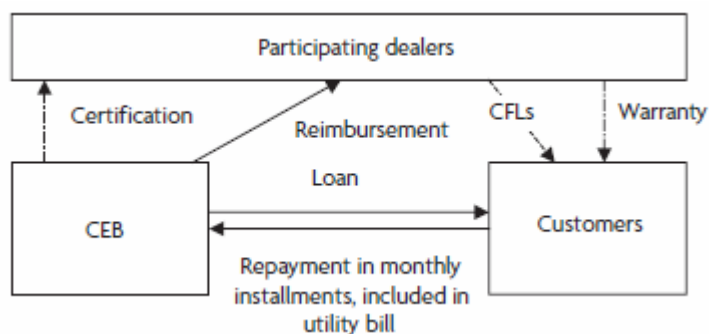 Participating dealers
Certification
CFLs
Warranty
Reimbursement
Loan
CEB
Customers
Repayment in monthly
installments, included in
utility bill